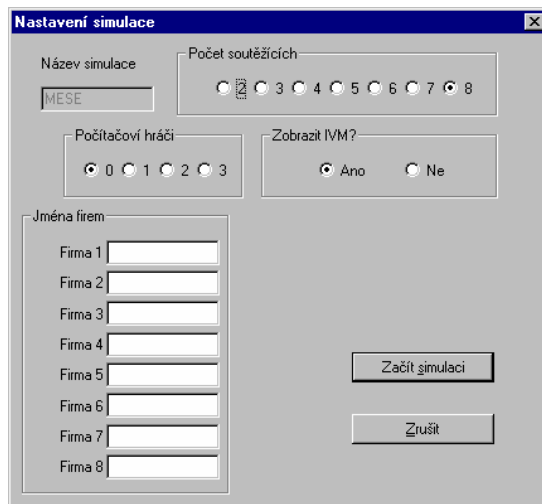 Nastavení simulace
Název simulace
MESE
Počet soutěžících
2 3 4 5 6 7 8
Počítačoví hráči
0 1 2 3
Zobrazit IVM?
Ano Ne
Jména firem
Firma 1
Firma 2
Firma 3
Firma 4
Firma 5
Firma 6
Firma 7
Firma 8
Začít simulaci
Zrušit